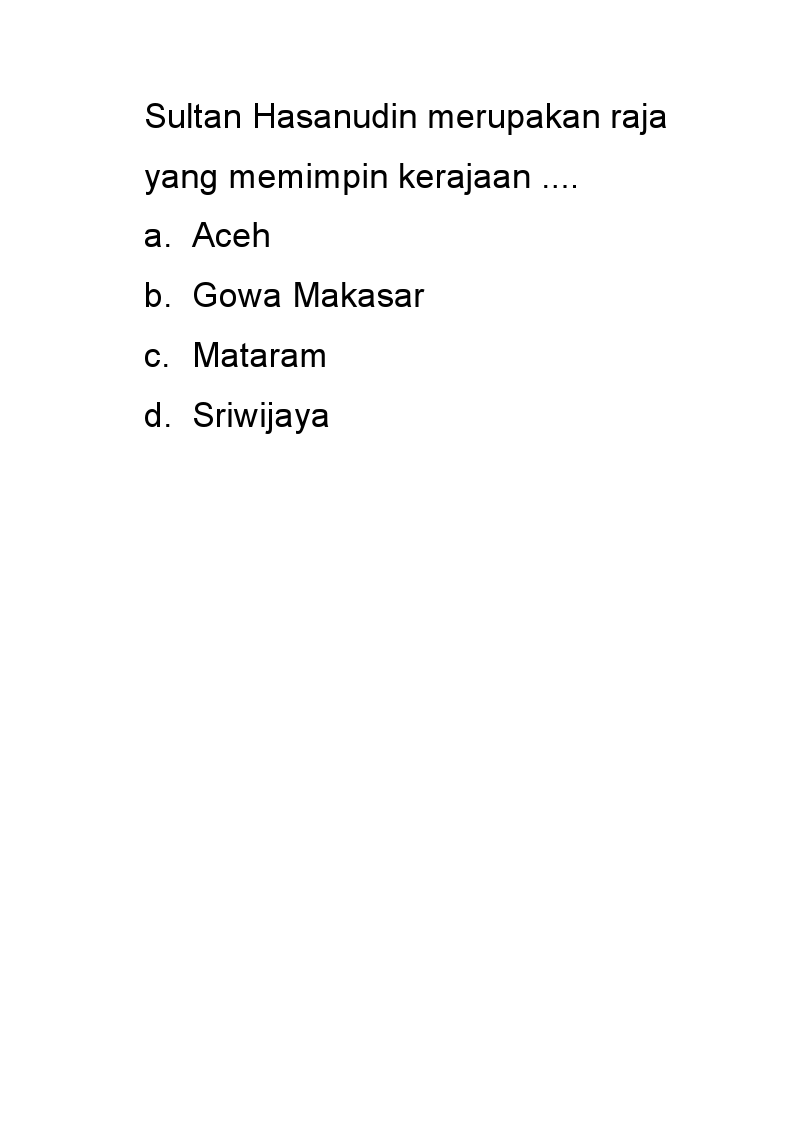 Sultan Hasanudin merupakan raja
yang memimpin kerajaan ....
a. Aceh
b. Gowa Makasar
c. Mataram
d. Sriwijaya